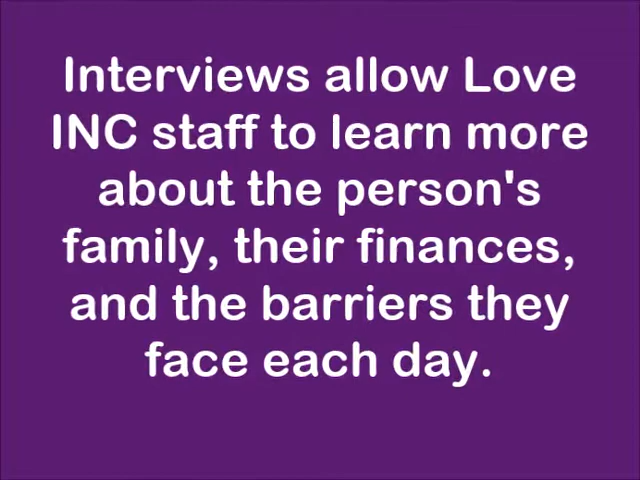 Interviews allow Love
INC staff to learn more
about the person's
family, their finances,
and the barriers they
face each day.